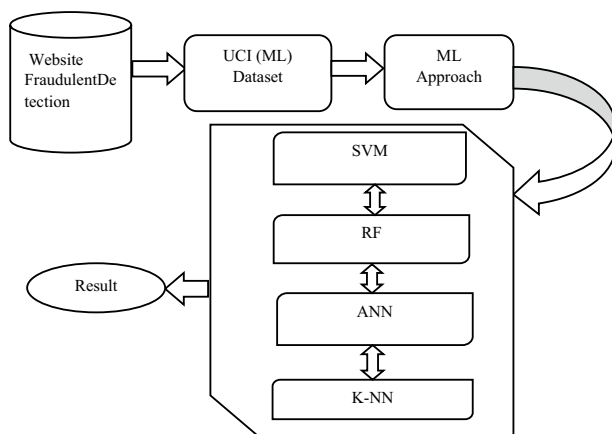 Website
FraudulentDe
tection
UCI (ML)
Dataset
ML
Approach
SVM
RF
ANN
K-NN
Result